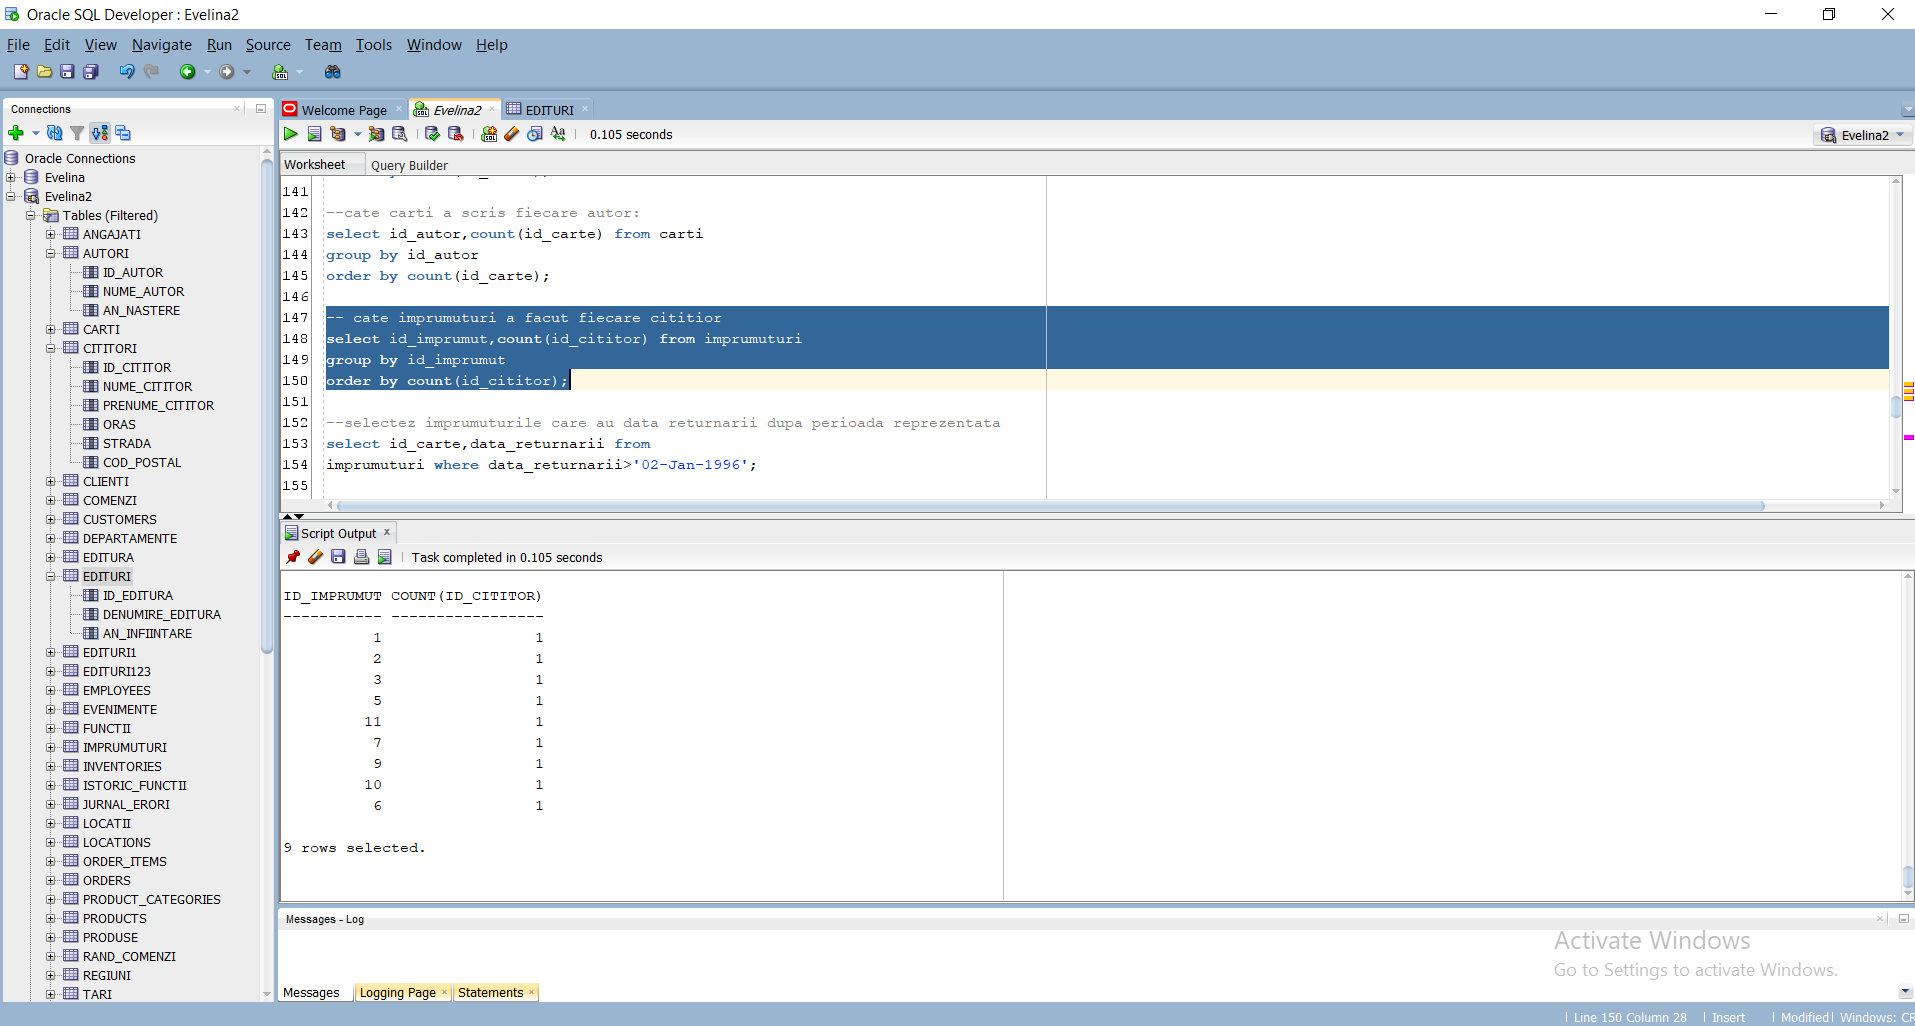 Oracle SQL Developer : Evelina2
File Edit View Navigate Run Source Team Tools Window Help
Connections
Oracle Connections
Evelina
Evelina2
Tables (Filtered)
ANGAJATI
AUTORI
ID_AUTOR
NUME_AUTOR
AN_NASTERE
CARTI
CITITORI
ID_CITITOR
NUME_CITITOR
PRENUME_CITITOR
ORAS
STRADA
COD_POSTAL
CLIENTI
COMENZI
CUSTOMERS
DEPARTAMENTE
EDITURA
EDITURI
ID_EDITURA
DENUMIRE_EDITURA
AN_INFIINTARE
EDITURI1
EDITURI123
EMPLOYEES
EVENIMENTE
FUNCTII
IMPRUMUTURI
INVENTORIES
ISTORIC_FUNCTII
JURNAL_ERORI
LOCATII
LOCATIONS
ORDER_ITEMS
ORDERS
PRODUCT_CATEGORIES
PRODUCTS
PRODUSE
RAND_COMENZI
REGIUNI
TARI
Welcome Page Evelina2 EDITURI
0.105 seconds
Evelina2
Worksheet Query Builder
141
142 --cate carti a scris fiecare autor:
143 select id_autor,count(id_carte) from carti
144 group by id_autor
145 order by count(id_carte);
146
147 -- cate imprumuturi a facut fiecare cititior
148 select id_imprumut,count(id_cititor) from imprumuturi
149 group by id_imprumut
150 order by count(id_cititor);
151
152 --selectez imprumuturile care au data returnarii dupa perioada reprezentata
153 select id_carte,data_returnarii from
154 imprumuturi where data_returnarii>'02-Jan-1996';
155
Script Output
Task completed in 0.105 seconds
ID_IMPRUMUT COUNT(ID_CITITOR)
----------- -----------------
1 1
2 1
3 1
5 1
11 1
7 1
9 1
10 1
6 1
9 rows selected.
Messages - Log
Activate Windows
Go to Settings to activate Windows.
Messages Logging Page Statements
Line 150 Column 28 Insert Modified Windows: CR